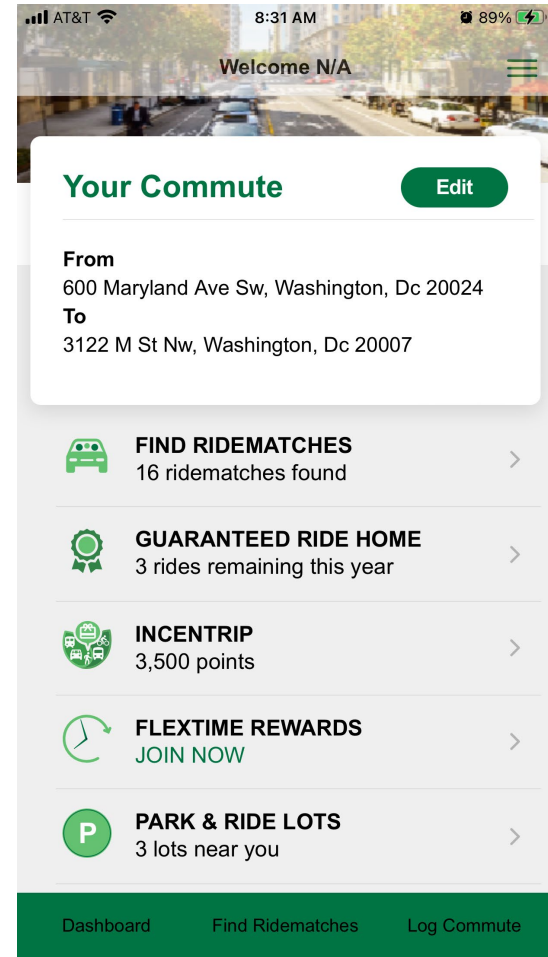 AT&T 8:31 AM 89%
Welcome N/A
Your Commute Edit
From
600 Maryland Ave Sw, Washington, Dc 20024
To
3122 M St Nw, Washington, Dc 20007
FIND RIDEMATCHES
16 ridematches found
GUARANTEED RIDE HOME
3 rides remaining this year
INCENTRIP
3,500 points
FLEXTIME REWARDS
JOIN NOW
P PARK & RIDE LOTS
3 lots near you
Dashboard Find Ridematches Log Commute